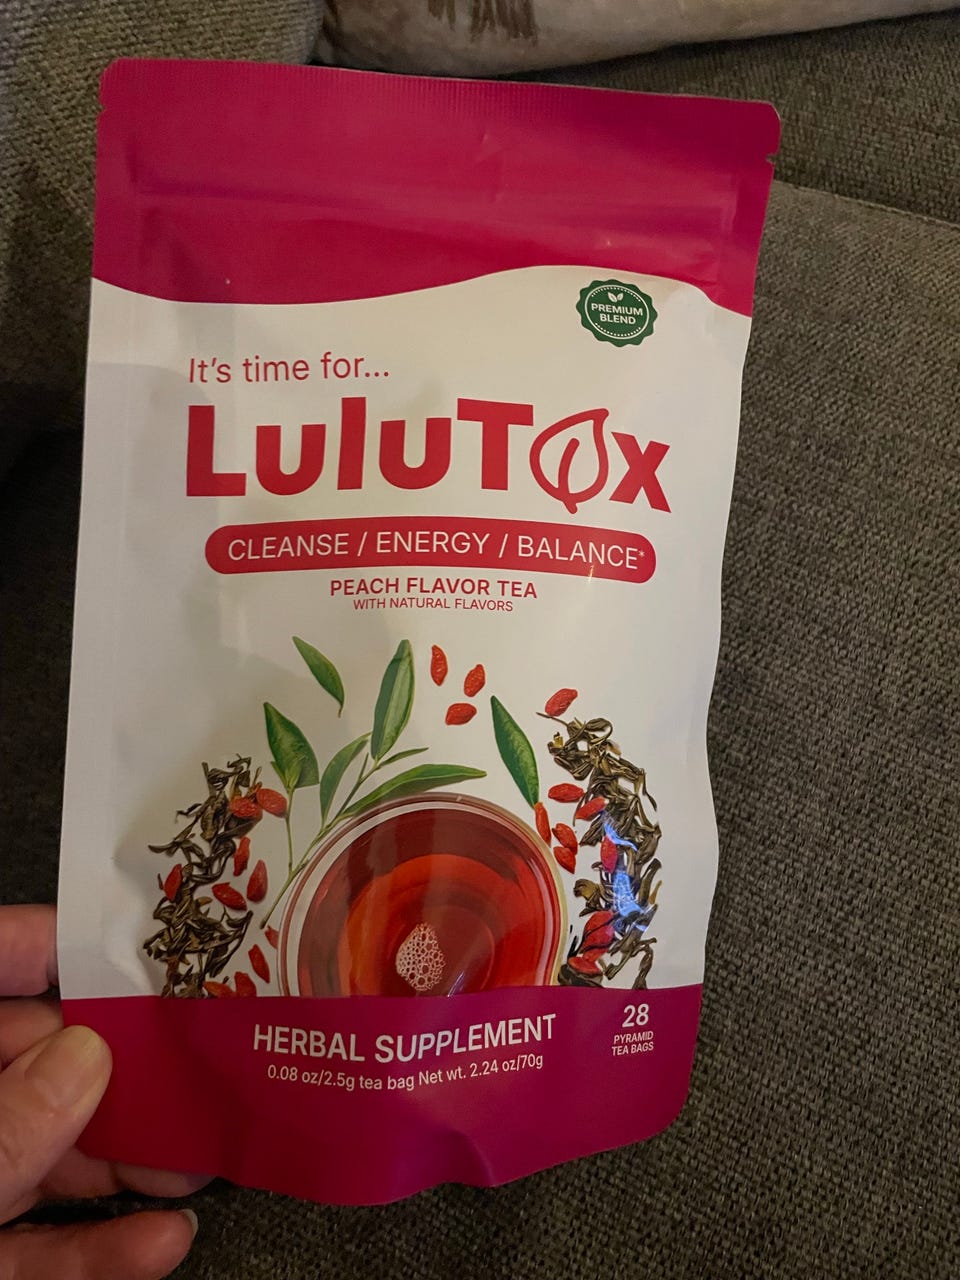 PREMIUM
BLEND
It's time for...
LuluTox
CLEANSE / ENERGY / BALANCE*
PEACH FLAVOR TEA
WITH NATURAL FLAVORS
HERBAL SUPPLEMENT
0.08 oz/2.5g tea bag Net wt. 2.24 oz/70g
28
PYRAMID
TEA BAGS